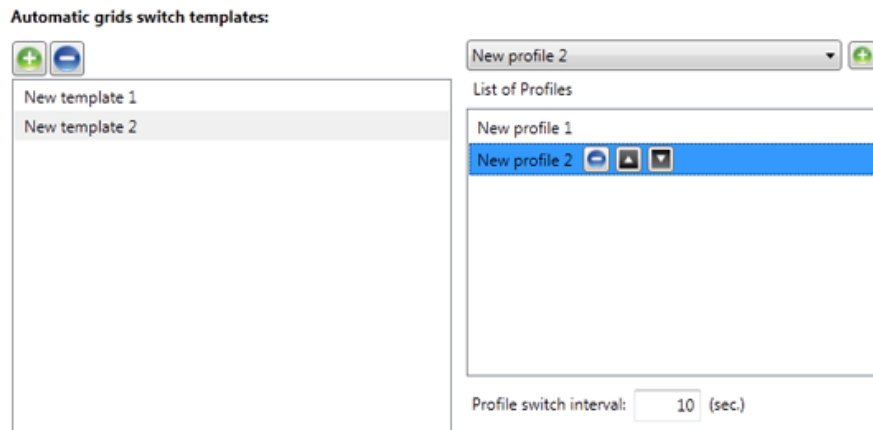 Automatic grids switch templates:
New template 1
New template 2
New profile 2
List of Profiles
New profile 1
New profile 2
Profile switch interval: 10 (sec.)